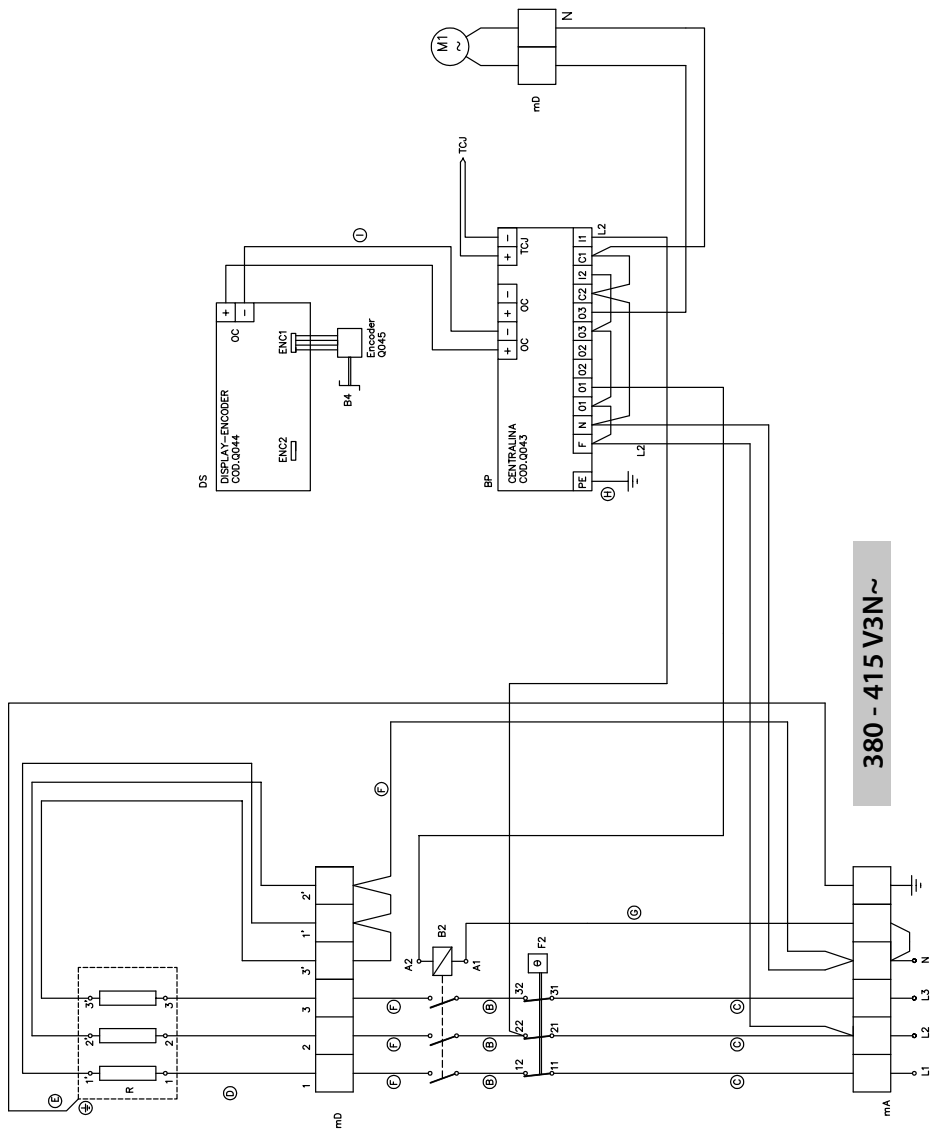 N
M1
~
mD
TCJ
I
DS
DISPLAY-ENCODER
COD.Q044
+ -
OC
ENC1
ENC2
Encoder
Q045
B4
BP
CENTRALINA
COD.Q043
+ - + - + -
OC OC TCJ
PE F N O1 O1 O2 O2 O3 O3 C2 I2 C1 I1
L2
L2
H
380 - 415 V3N~
E
R
1' 2' 3'
1 2 3
D
F
mD
1 2 3 3' 1' 2'
F F F
A2
B2
A1
G
B B B
F2
θ
12 22 32
11 21 31
C C C
mA
L1 L2 L3 N